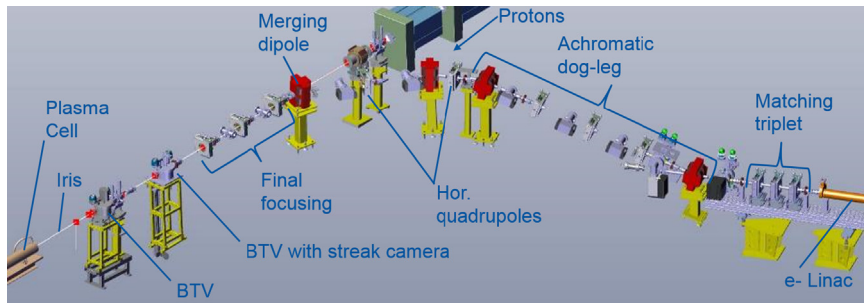 Protons
Merging
dipole
Achromatic
dog-leg
Plasma
Cell
Matching
triplet
Iris
Final
focusing
Hor.
quadrupoles
BTV with streak camera
BTV
e- Linac